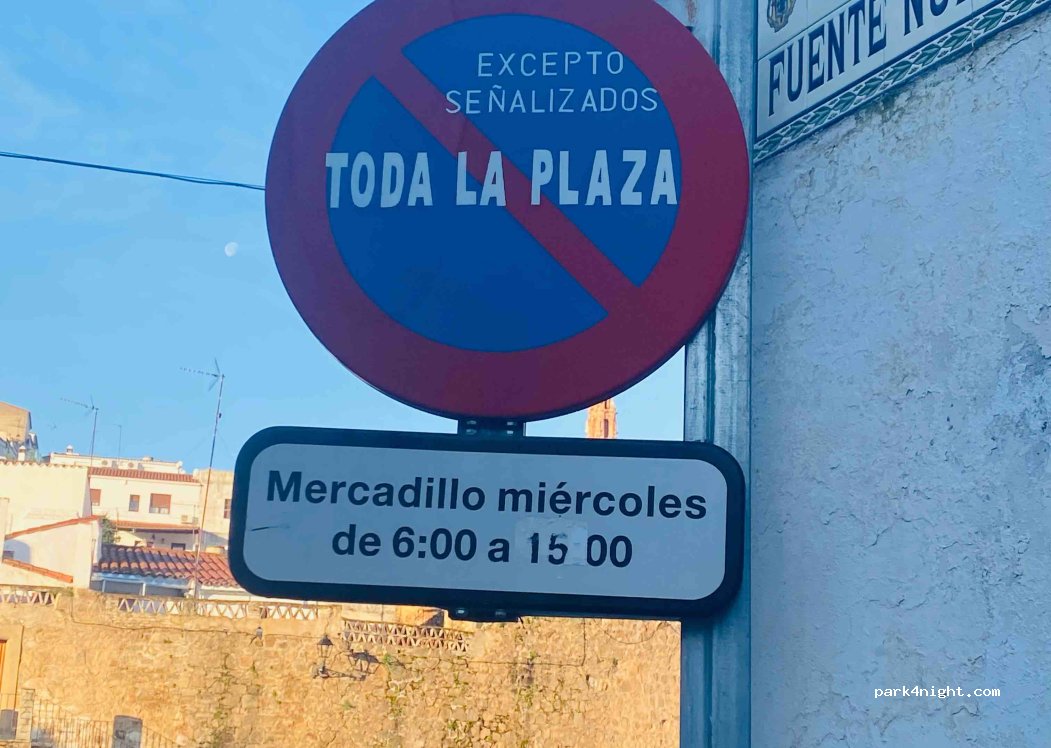 EXCEPTO
SEÑALIZADOS
TODA LA PLAZA
FUENTE
Mercadillo miércoles
de 6:00 a 15 00
park4night.com